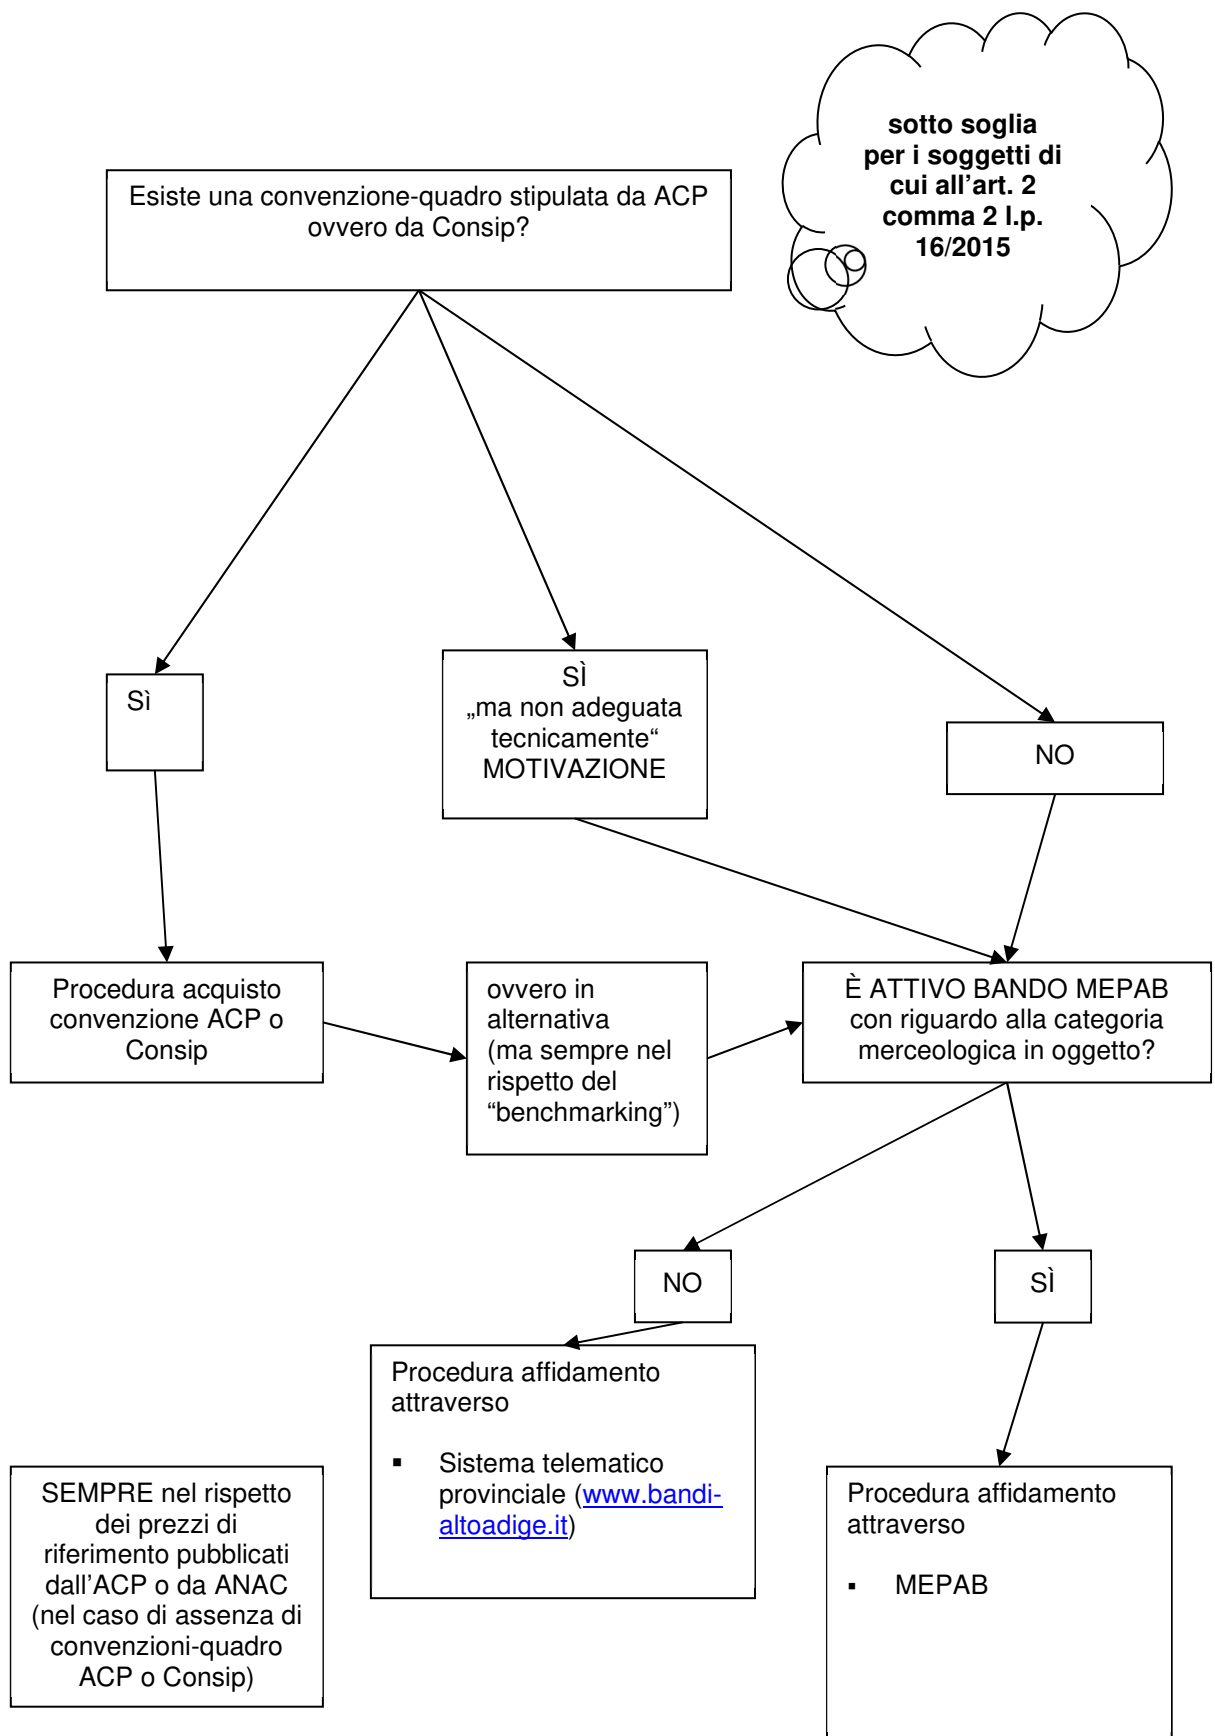 sotto soglia
per i soggetti di
cui all'art. 2
comma 2 l.p.
16/2015
Esiste una convenzione-quadro stipulata da ACP
ovvero da Consip?
Sì
SÌ
„ma non adeguata
tecnicamente“
MOTIVAZIONE
NO
Procedura acquisto
convenzione ACP o
Consip
ovvero in
alternativa
(ma sempre nel
rispetto del
“benchmarking”)
È ATTIVO BANDO MEPAB
con riguardo alla categoria
merceologica in oggetto?
NO
SÌ
Procedura affidamento
attraverso
▪ Sistema telematico
provinciale (www.bandi-
altoadige.it)
SEMPRE nel rispetto
dei prezzi di
riferimento pubblicati
dall'ACP o da ANAC
(nel caso di assenza di
convenzioni-quadro
ACP o Consip)
Procedura affidamento
attraverso
▪ MEPAB